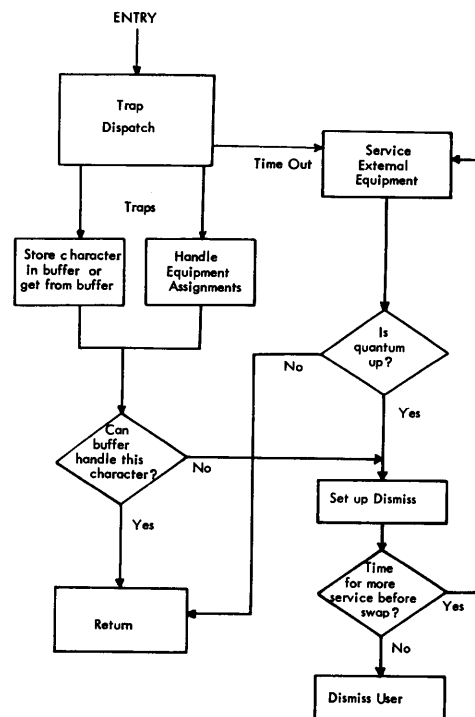 ENTRY
Trap
Dispatch
Time Out
Service
External
Equipment
Traps
Store character
in buffer or
get from buffer
Handle
Equipment
Assignments
Is
quantum
up?
No
Yes
Can
buffer
handle this
character?
No
Yes
Set up Dismiss
Time
for more
service before
swap?
Yes
No
Return
Dismiss User